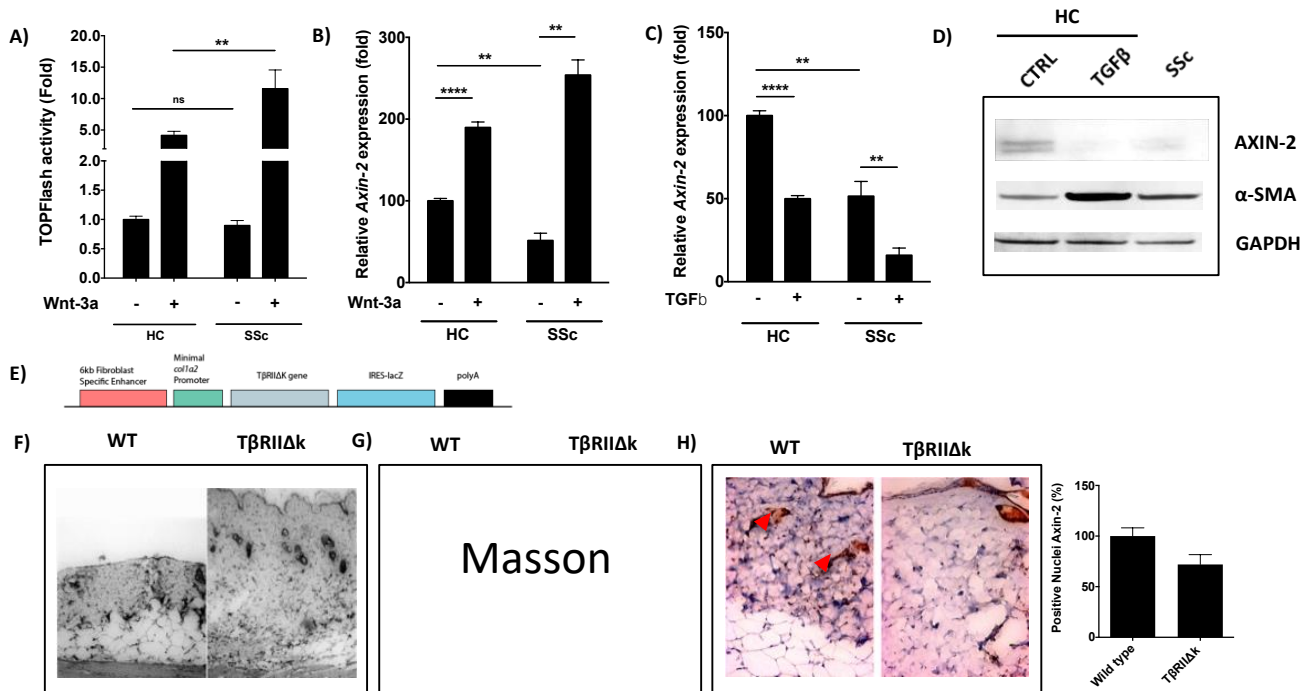 A)
TOPFlash activity (Fold)
20.0
15.0
10.0
5.0
2.0
1.5
1.0
0.5
0.0
ns
**
Wnt-3a
- + - +
HC SSc
B)
Relative Axin-2 expression (fold)
300
200
100
0
****
**
**
Wnt-3a
- + - +
HC SSc
C)
Relative Axin-2 expression (fold)
150
100
50
0
****
**
**
TGFb
- + - +
HC SSc
D)
HC
CTRL TGFβ SSc
AXIN-2
α-SMA
GAPDH
E)
6kb Fibroblast
Specific Enhancer
Minimal
col1a2
Promoter
TβRIIΔK gene
IRES-lacZ
polyA
F)
WT TβRIIΔk
G)
WT TβRIIΔk
Masson
H)
WT TβRIIΔk
Positive Nuclei Axin-2 (%)
150
100
50
0
Wild type
TβRIIΔk